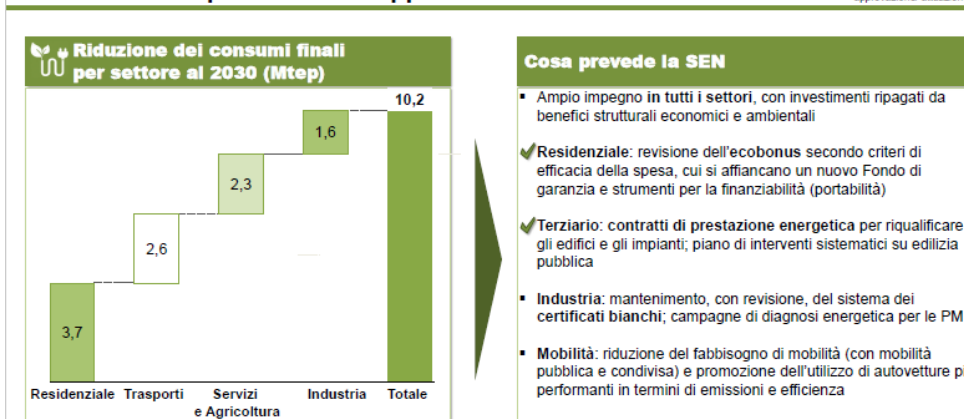 Riduzione dei consumi finali
per settore al 2030 (Mtep)
10,2
1,6
2,3
2,6
3,7
Residenziale Trasporti Servizi Industria Totale
e Agricoltura
Cosa prevede la SEN
▪ Ampio impegno in tutti i settori, con investimenti ripagati da
benefici strutturali economici e ambientali
Residenziale: revisione dell'ecobonus secondo criteri di
efficacia della spesa, cui si affiancano un nuovo Fondo di
garanzia e strumenti per la finanziabilità (portabilità)
Terziario: contratti di prestazione energetica per riqualificare
gli edifici e gli impianti; piano di interventi sistematici su edilizia
pubblica
▪ Industria: mantenimento, con revisione, del sistema dei
certificati bianchi; campagne di diagnosi energetica per le PM
▪ Mobilità: riduzione del fabbisogno di mobilità (con mobilità
pubblica e condivisa) e promozione dell'utilizzo di autovetture p
performanti in termini di emissioni e efficienza